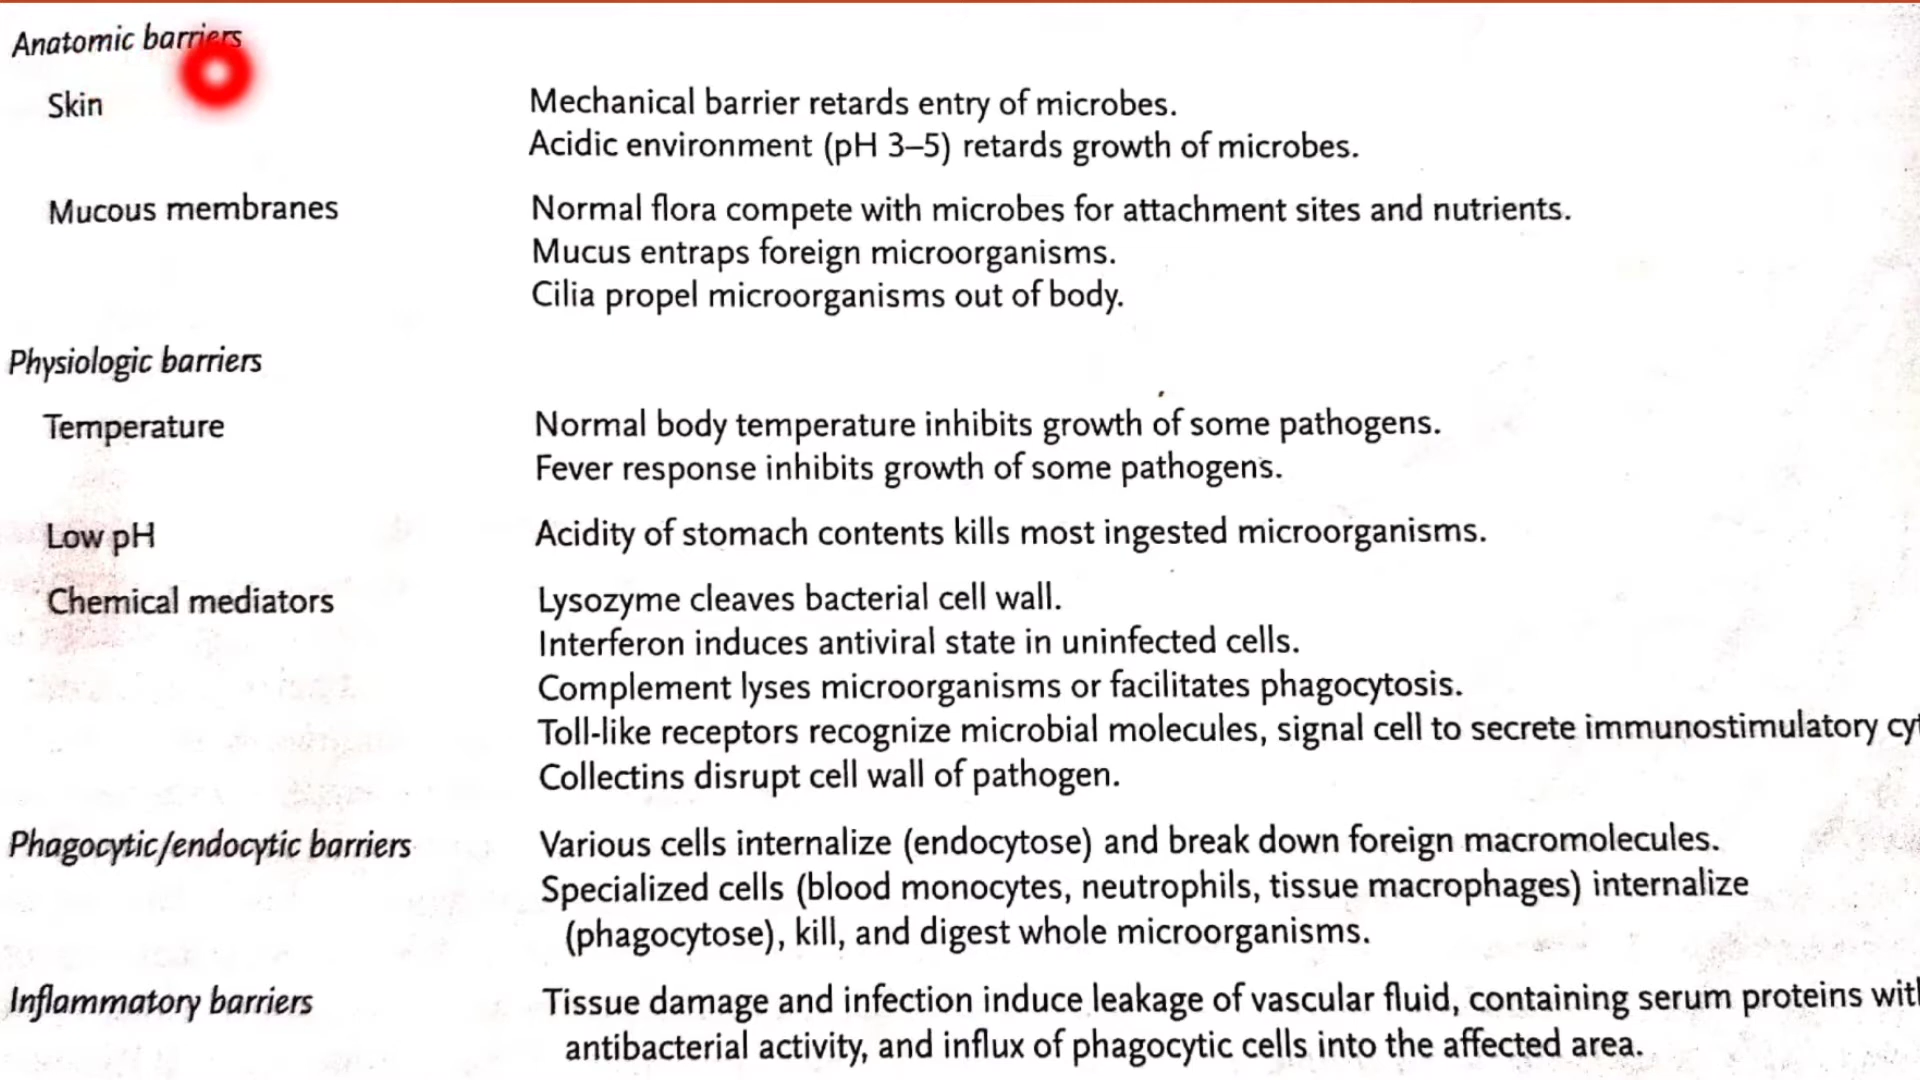 Anatomic barriers
Skin
Mechanical barrier retards entry of microbes.
Acidic environment (pH 3–5) retards growth of microbes.
Mucous membranes
Normal flora compete with microbes for attachment sites and nutrients.
Mucus entraps foreign microorganisms.
Cilia propel microorganisms out of body.
Physiologic barriers
Temperature
Normal body temperature inhibits growth of some pathogens.
Fever response inhibits growth of some pathogens.
Low pH
Acidity of stomach contents kills most ingested microorganisms.
Chemical mediators
Lysozyme cleaves bacterial cell wall.
Interferon induces antiviral state in uninfected cells.
Complement lyses microorganisms or facilitates phagocytosis.
Toll-like receptors recognize microbial molecules, signal cell to secrete immunostimulatory
Collectins disrupt cell wall of pathogen.
Phagocytic/endocytic barriers
Various cells internalize (endocytose) and break down foreign macromolecules.
Specialized cells (blood monocytes, neutrophils, tissue macrophages) internalize
(phagocytose), kill, and digest whole microorganisms.
Inflammatory barriers
Tissue damage and infection induce leakage of vascular fluid, containing serum proteins with
antibacterial activity, and influx of phagocytic cells into the affected area.